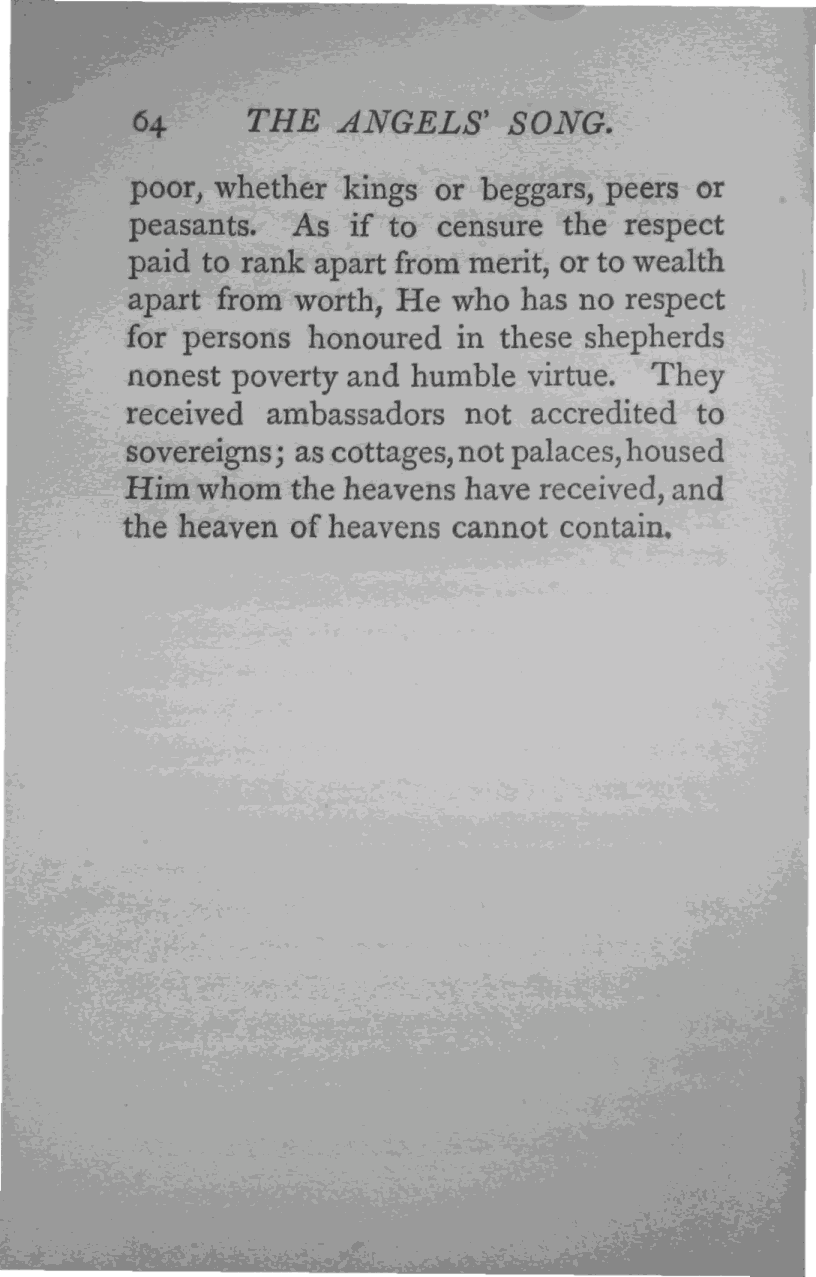 64 THE ANGELS' SONG.
poor, whether kings or beggars, peers or
peasants. As if to censure the respect
paid to rank apart from merit, or to wealth
apart from worth, He who has no respect
for persons honoured in these shepherds
nonest poverty and humble virtue. They
received ambassadors not accredited to
sovereigns; as cottages, not palaces, housed
Him whom the heavens have received, and
the heaven of heavens cannot contain.